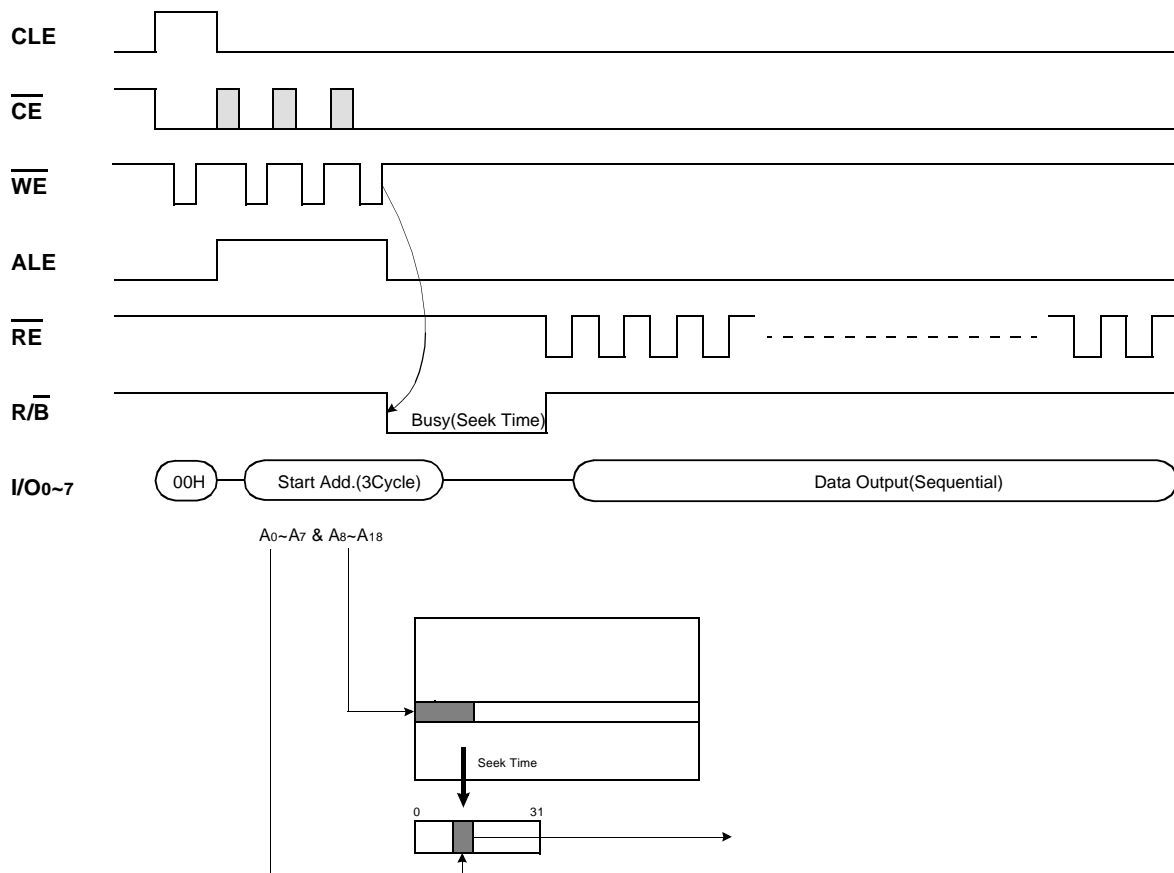 CLE
CE
WE
ALE
RE
R/B
Busy(Seek Time)
I/O0~7
00H
Start Add.(3Cycle)
Data Output(Sequential)
A0~A7 & A8~A18
Seek Time
0
31